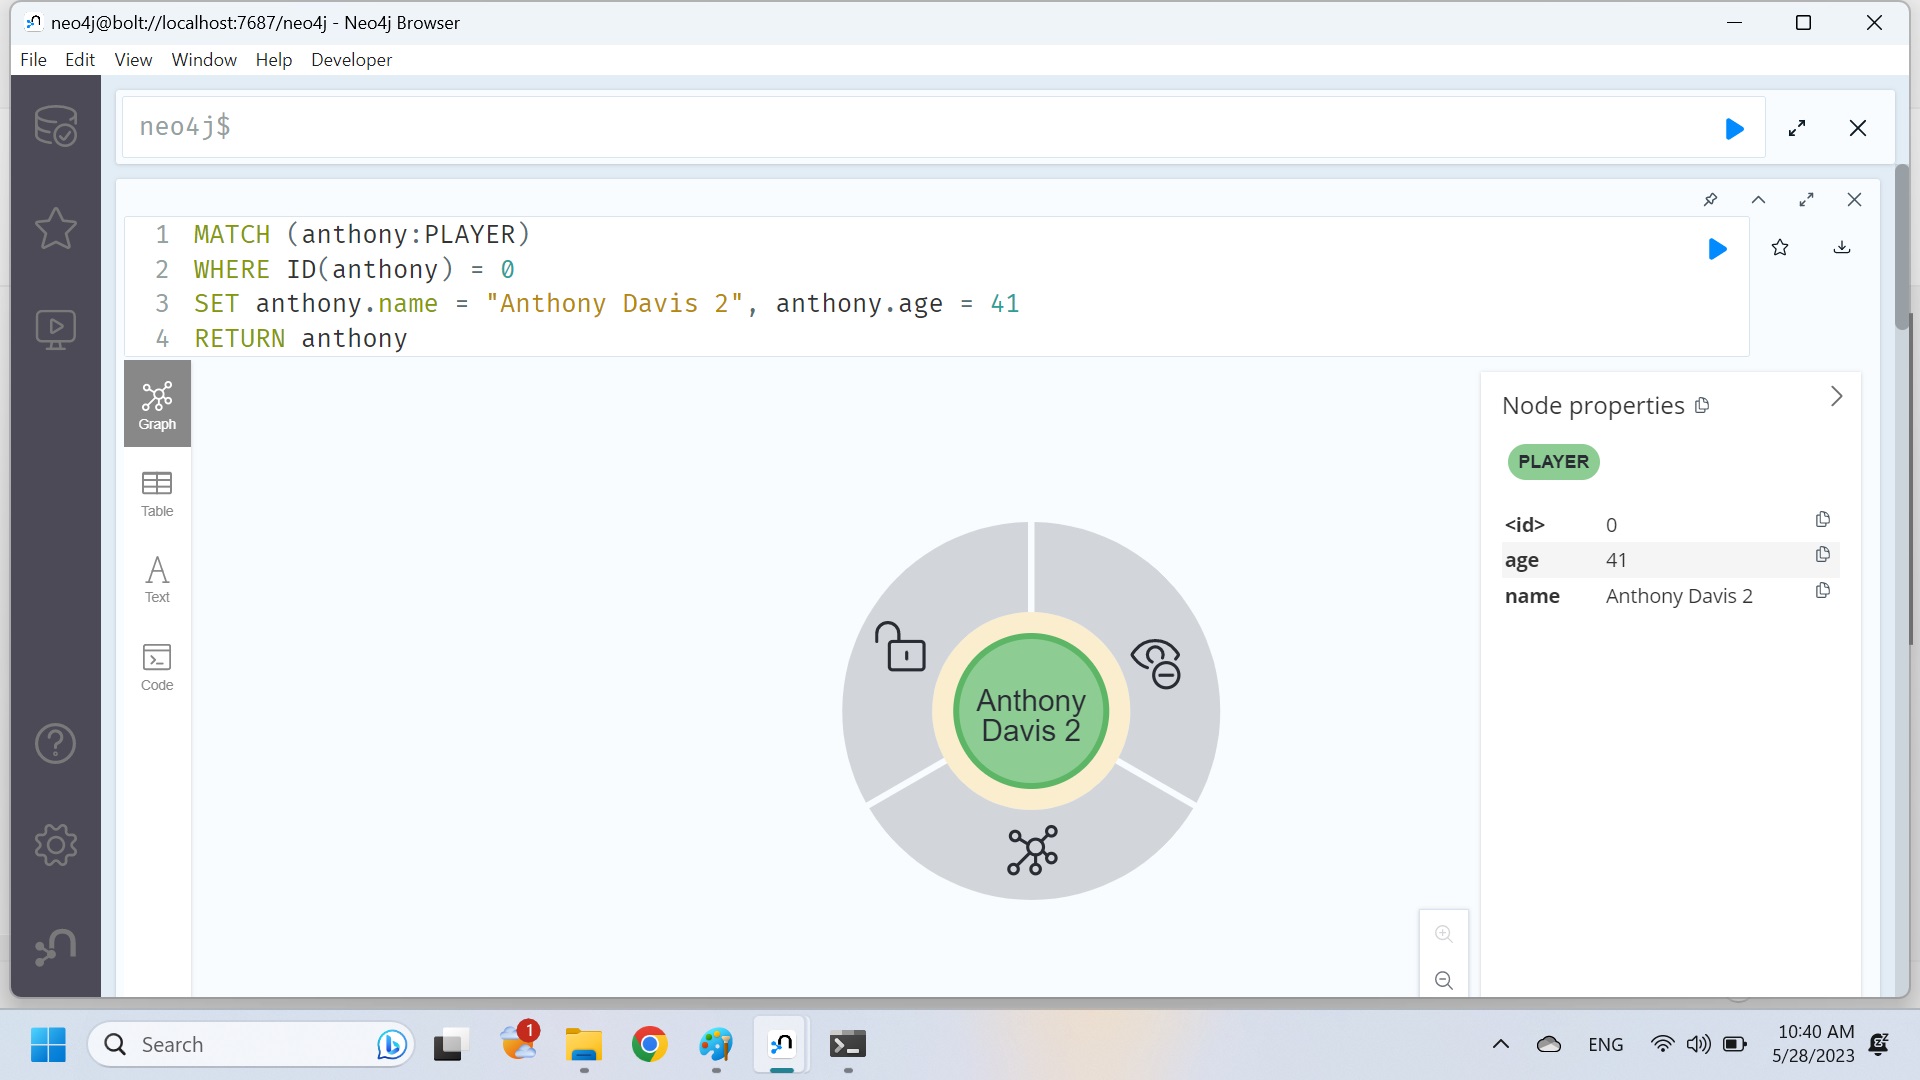 neo4j@bolt://localhost:7687/neo4j - Neo4j Browser
File Edit View Window Help Developer
neo4j$
1 MATCH (anthony:PLAYER)
2 WHERE ID(anthony) = 0
3 SET anthony.name = "Anthony Davis 2", anthony.age = 41
4 RETURN anthony
Graph
Table
Text
Code
Anthony
Davis 2
Node properties
PLAYER
<id> 0
age 41
name Anthony Davis 2
Search
1
ENG
10:40 AM
5/28/2023